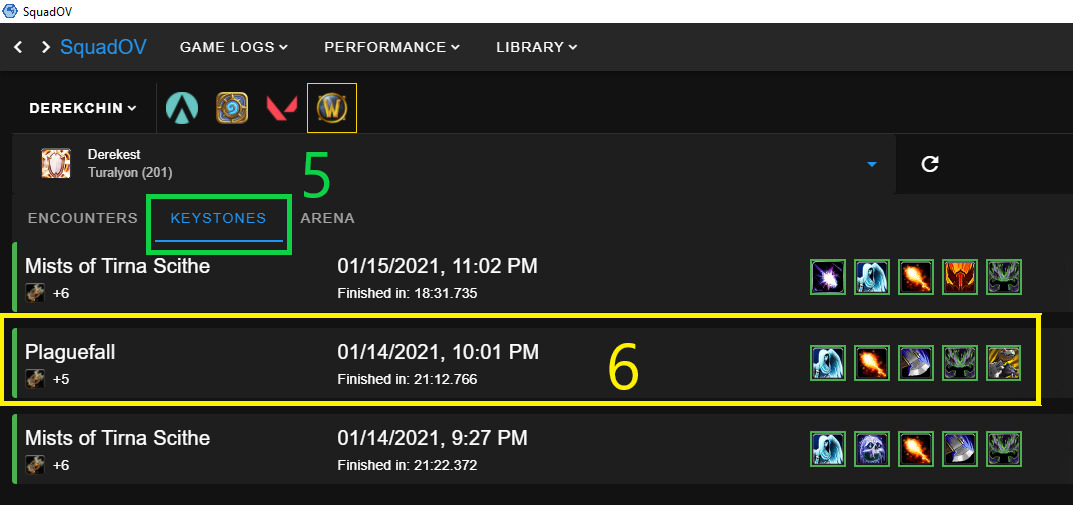 SquadOV
SquadOV GAME LOGS PERFORMANCE LIBRARY
DEREKCHIN
Derekest
Turalyon (201)
5
ENCOUNTERS KEYSTONES ARENA
Mists of Tirna Scithe 01/15/2021, 11:02 PM
+6 Finished in: 18:31.735
Plaguefall 01/14/2021, 10:01 PM
6
+5 Finished in: 21:12.766
Mists of Tirna Scithe 01/14/2021, 9:27 PM
+6 Finished in: 21:22.372